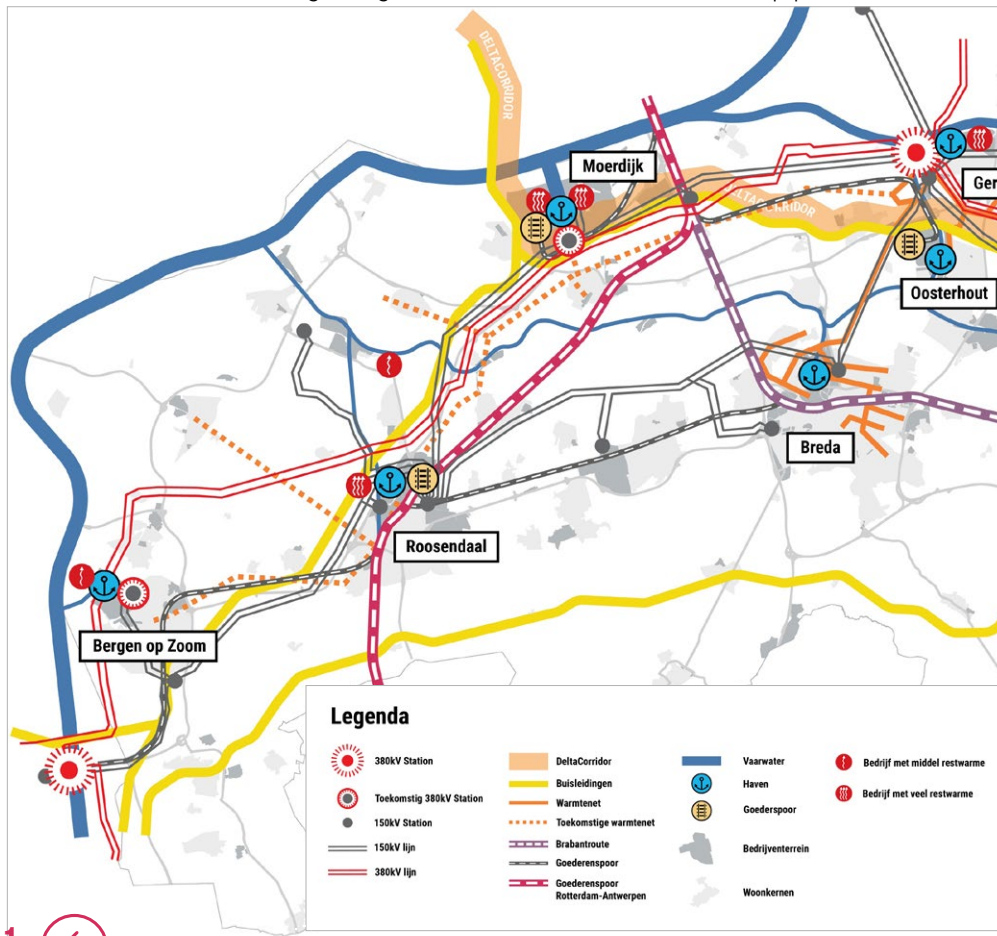 DELTACORRIDOR
Moerdijk
DELTACORRIDOR
Ger
Oosterhout
Breda
Roosendaal
Bergen op Zoom
Legenda
380kV Station
Toekomstig 380kV Station
150kV Station
150kV lijn
380kV lijn
DeltaCorridor
Buisleidingen
Warmtenet
Toekomstige warmtenet
Brabantroute
Goederenspoor
Goederenspoor
Rotterdam-Antwerpen
Vaarwater
Haven
Goederspoor
Bedrijventerrein
Woonkernen
Bedrijf met middel restwarme
Bedrijf met veel restwarme
1